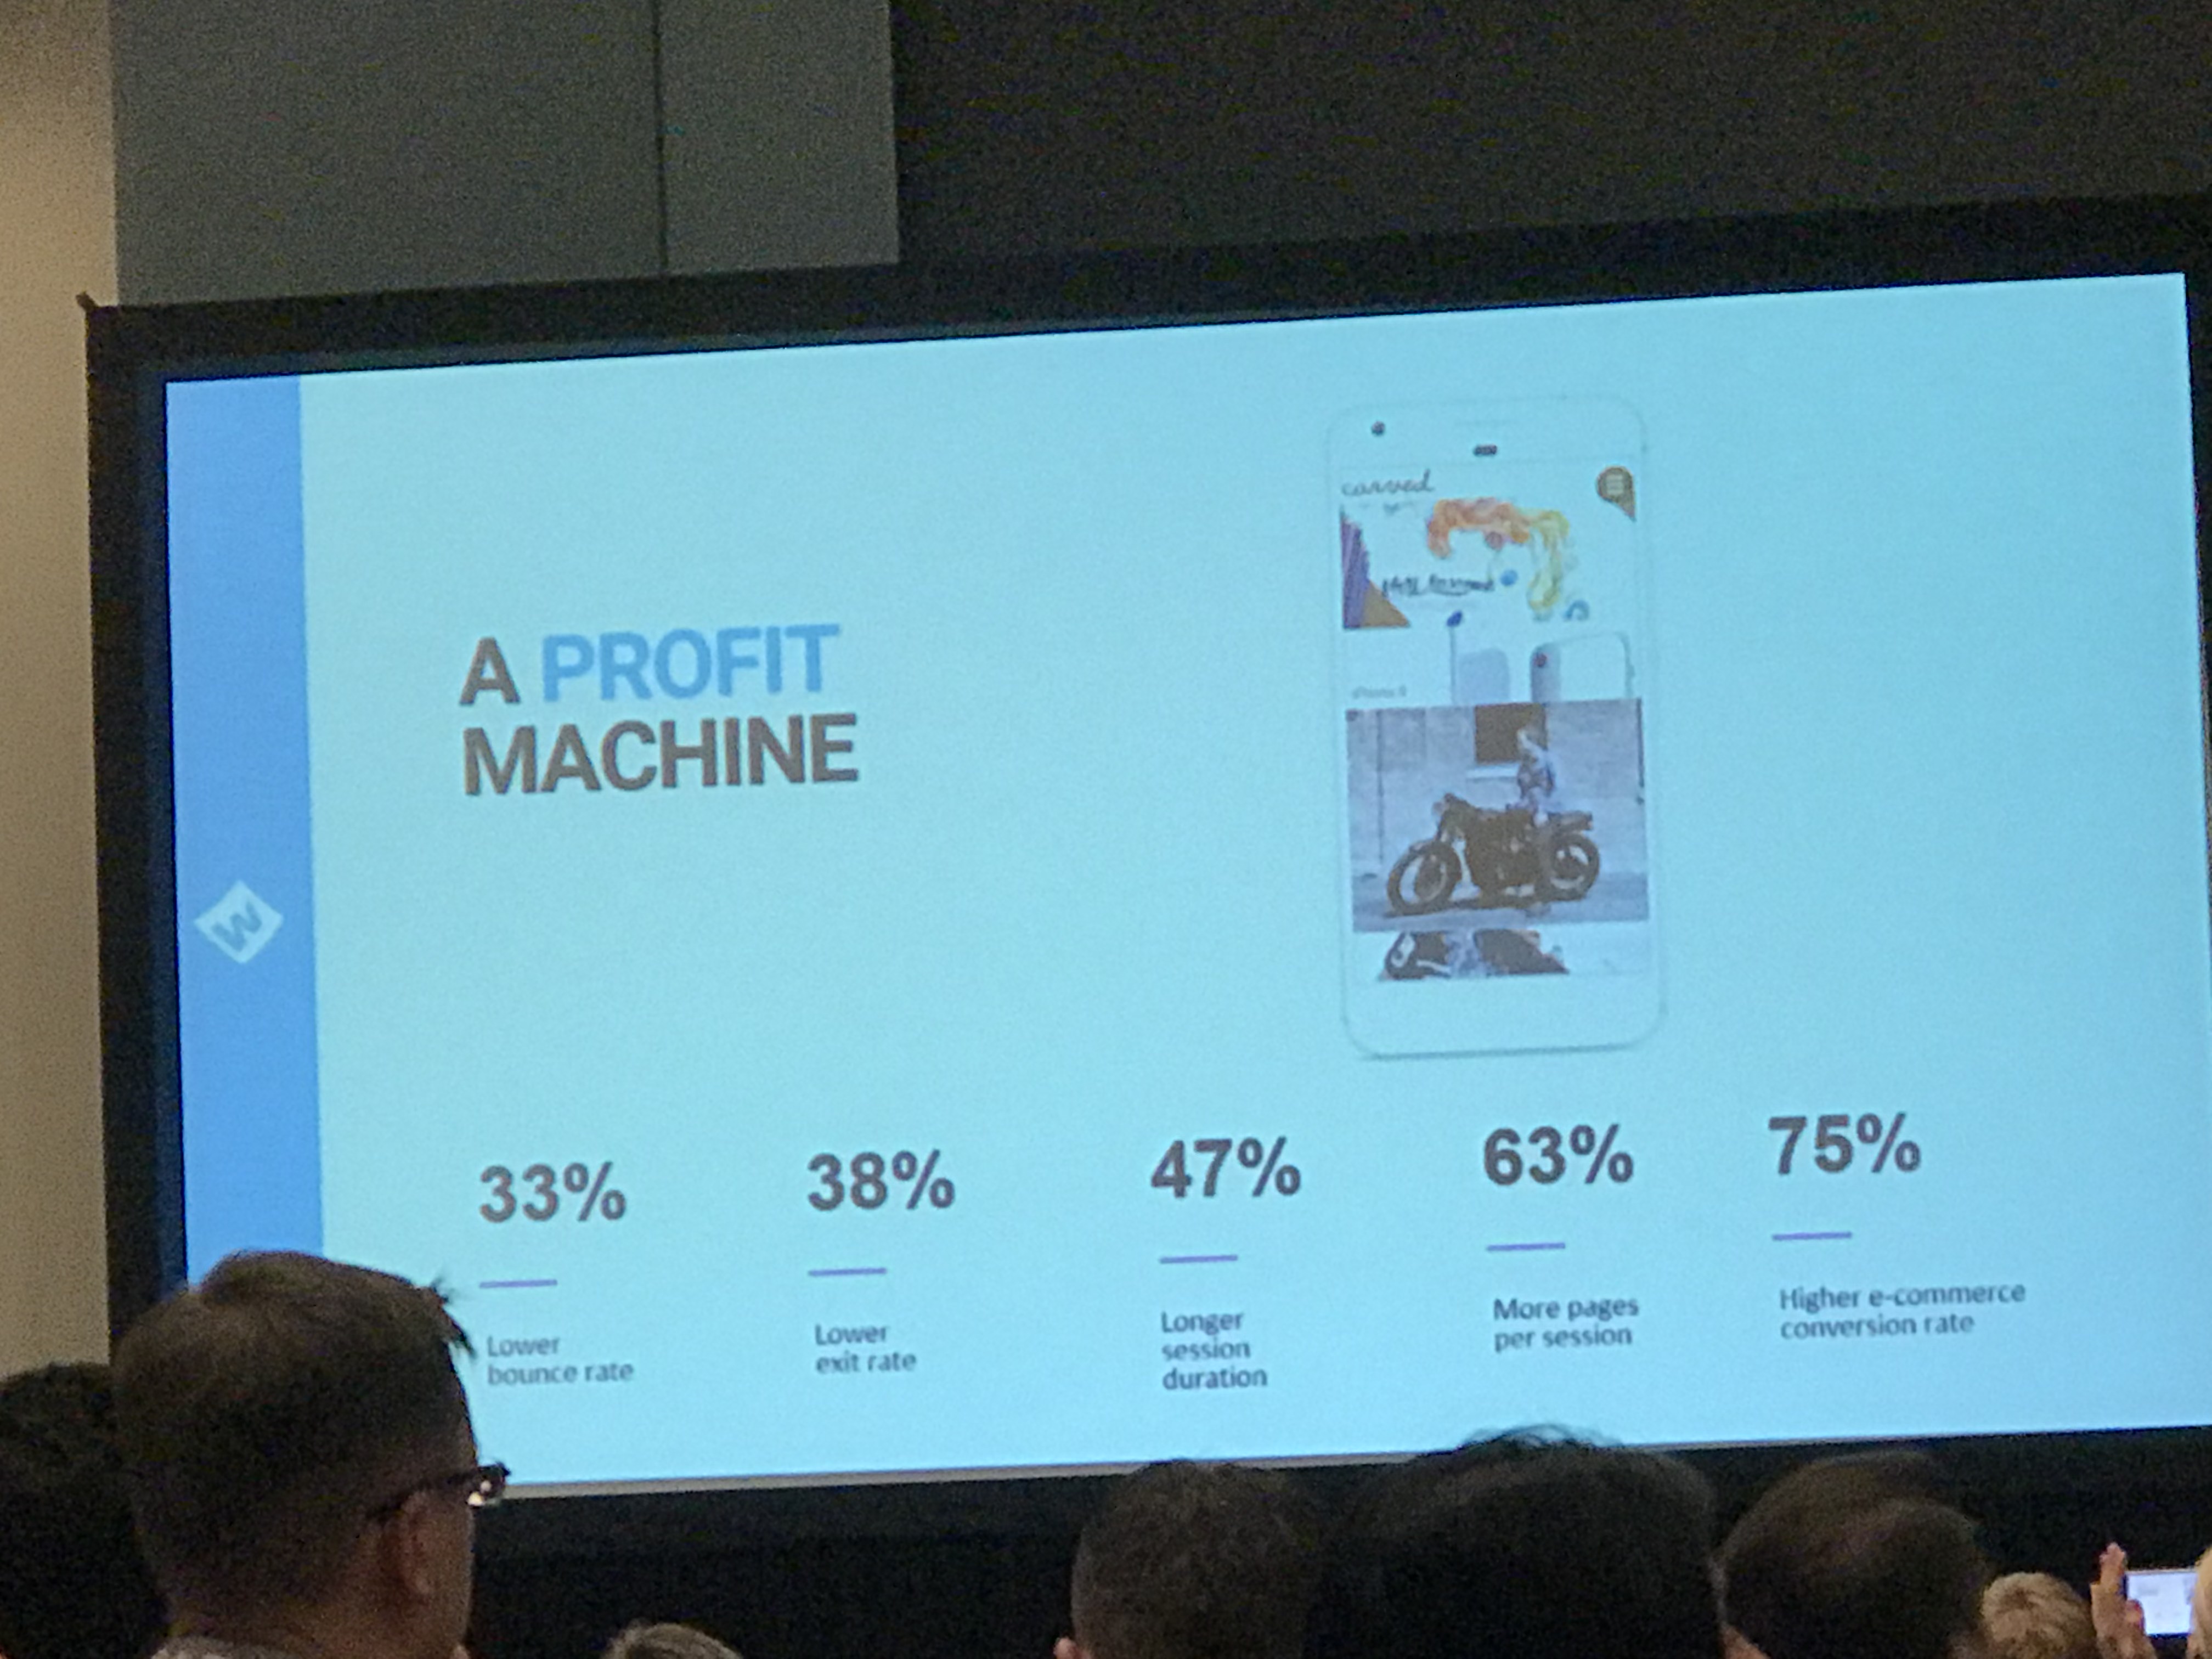 A PROFIT
MACHINE
carved
W
33%
Lower
bounce rate
38%
Lower
exit rate
47%
Longer
session
duration
63%
More pages
per session
75%
Higher e-commerce
conversion rate